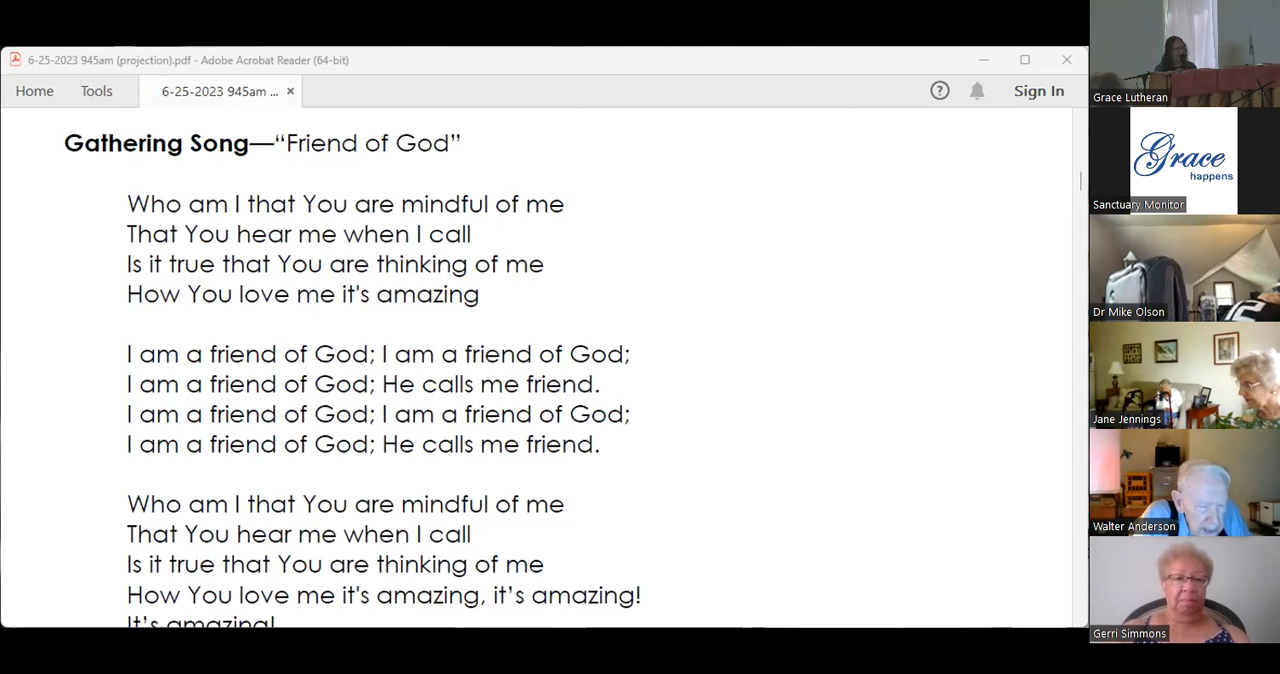 6-25-2023 945am (projection).pdf - Adobe Acrobat Reader (64-bit)
Home Tools 6-25-2023 945am ... × ? Sign In
Gathering Song—“Friend of God”
Who am I that You are mindful of me
That You hear me when I call
Is it true that You are thinking of me
How You love me it's amazing
I am a friend of God; I am a friend of God;
I am a friend of God; He calls me friend.
I am a friend of God; I am a friend of God;
I am a friend of God; He calls me friend.
Who am I that You are mindful of me
That You hear me when I call
Is it true that You are thinking of me
How You love me it's amazing, it’s amazing!
It’s amazing!
Grace Lutheran
Grace
happens
Sanctuary Monitor
Dr Mike Olson
Jane Jennings
Walter Anderson
Gerri Simmons